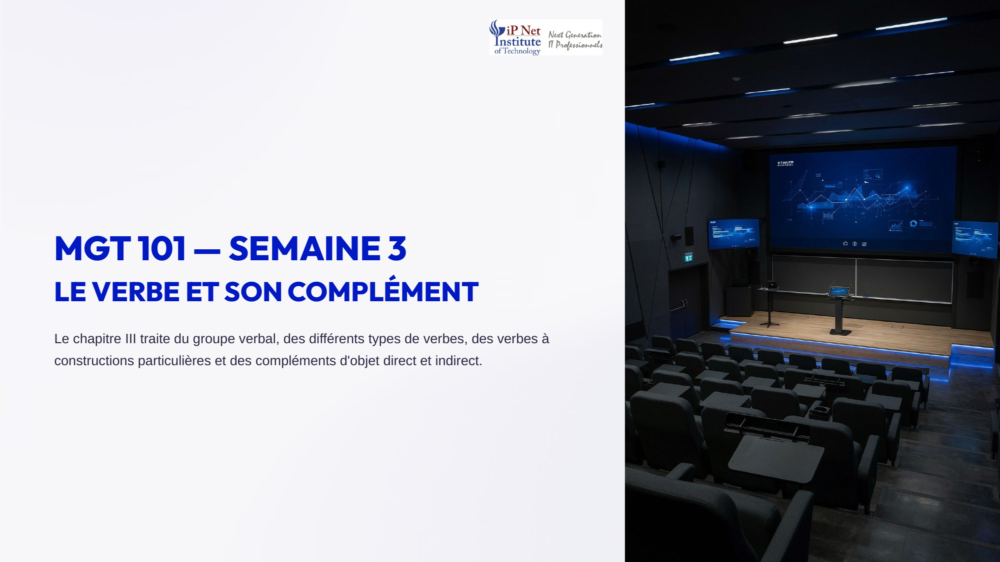 iP Net
Institute
of Technology
Next Generation
IT Professionnels
MGT 101 — SEMAINE 3
LE VERBE ET SON COMPLÉMENT
Le chapitre III traite du groupe verbal, des différents types de verbes, des verbes à
constructions particulières et des compléments d'objet direct et indirect.